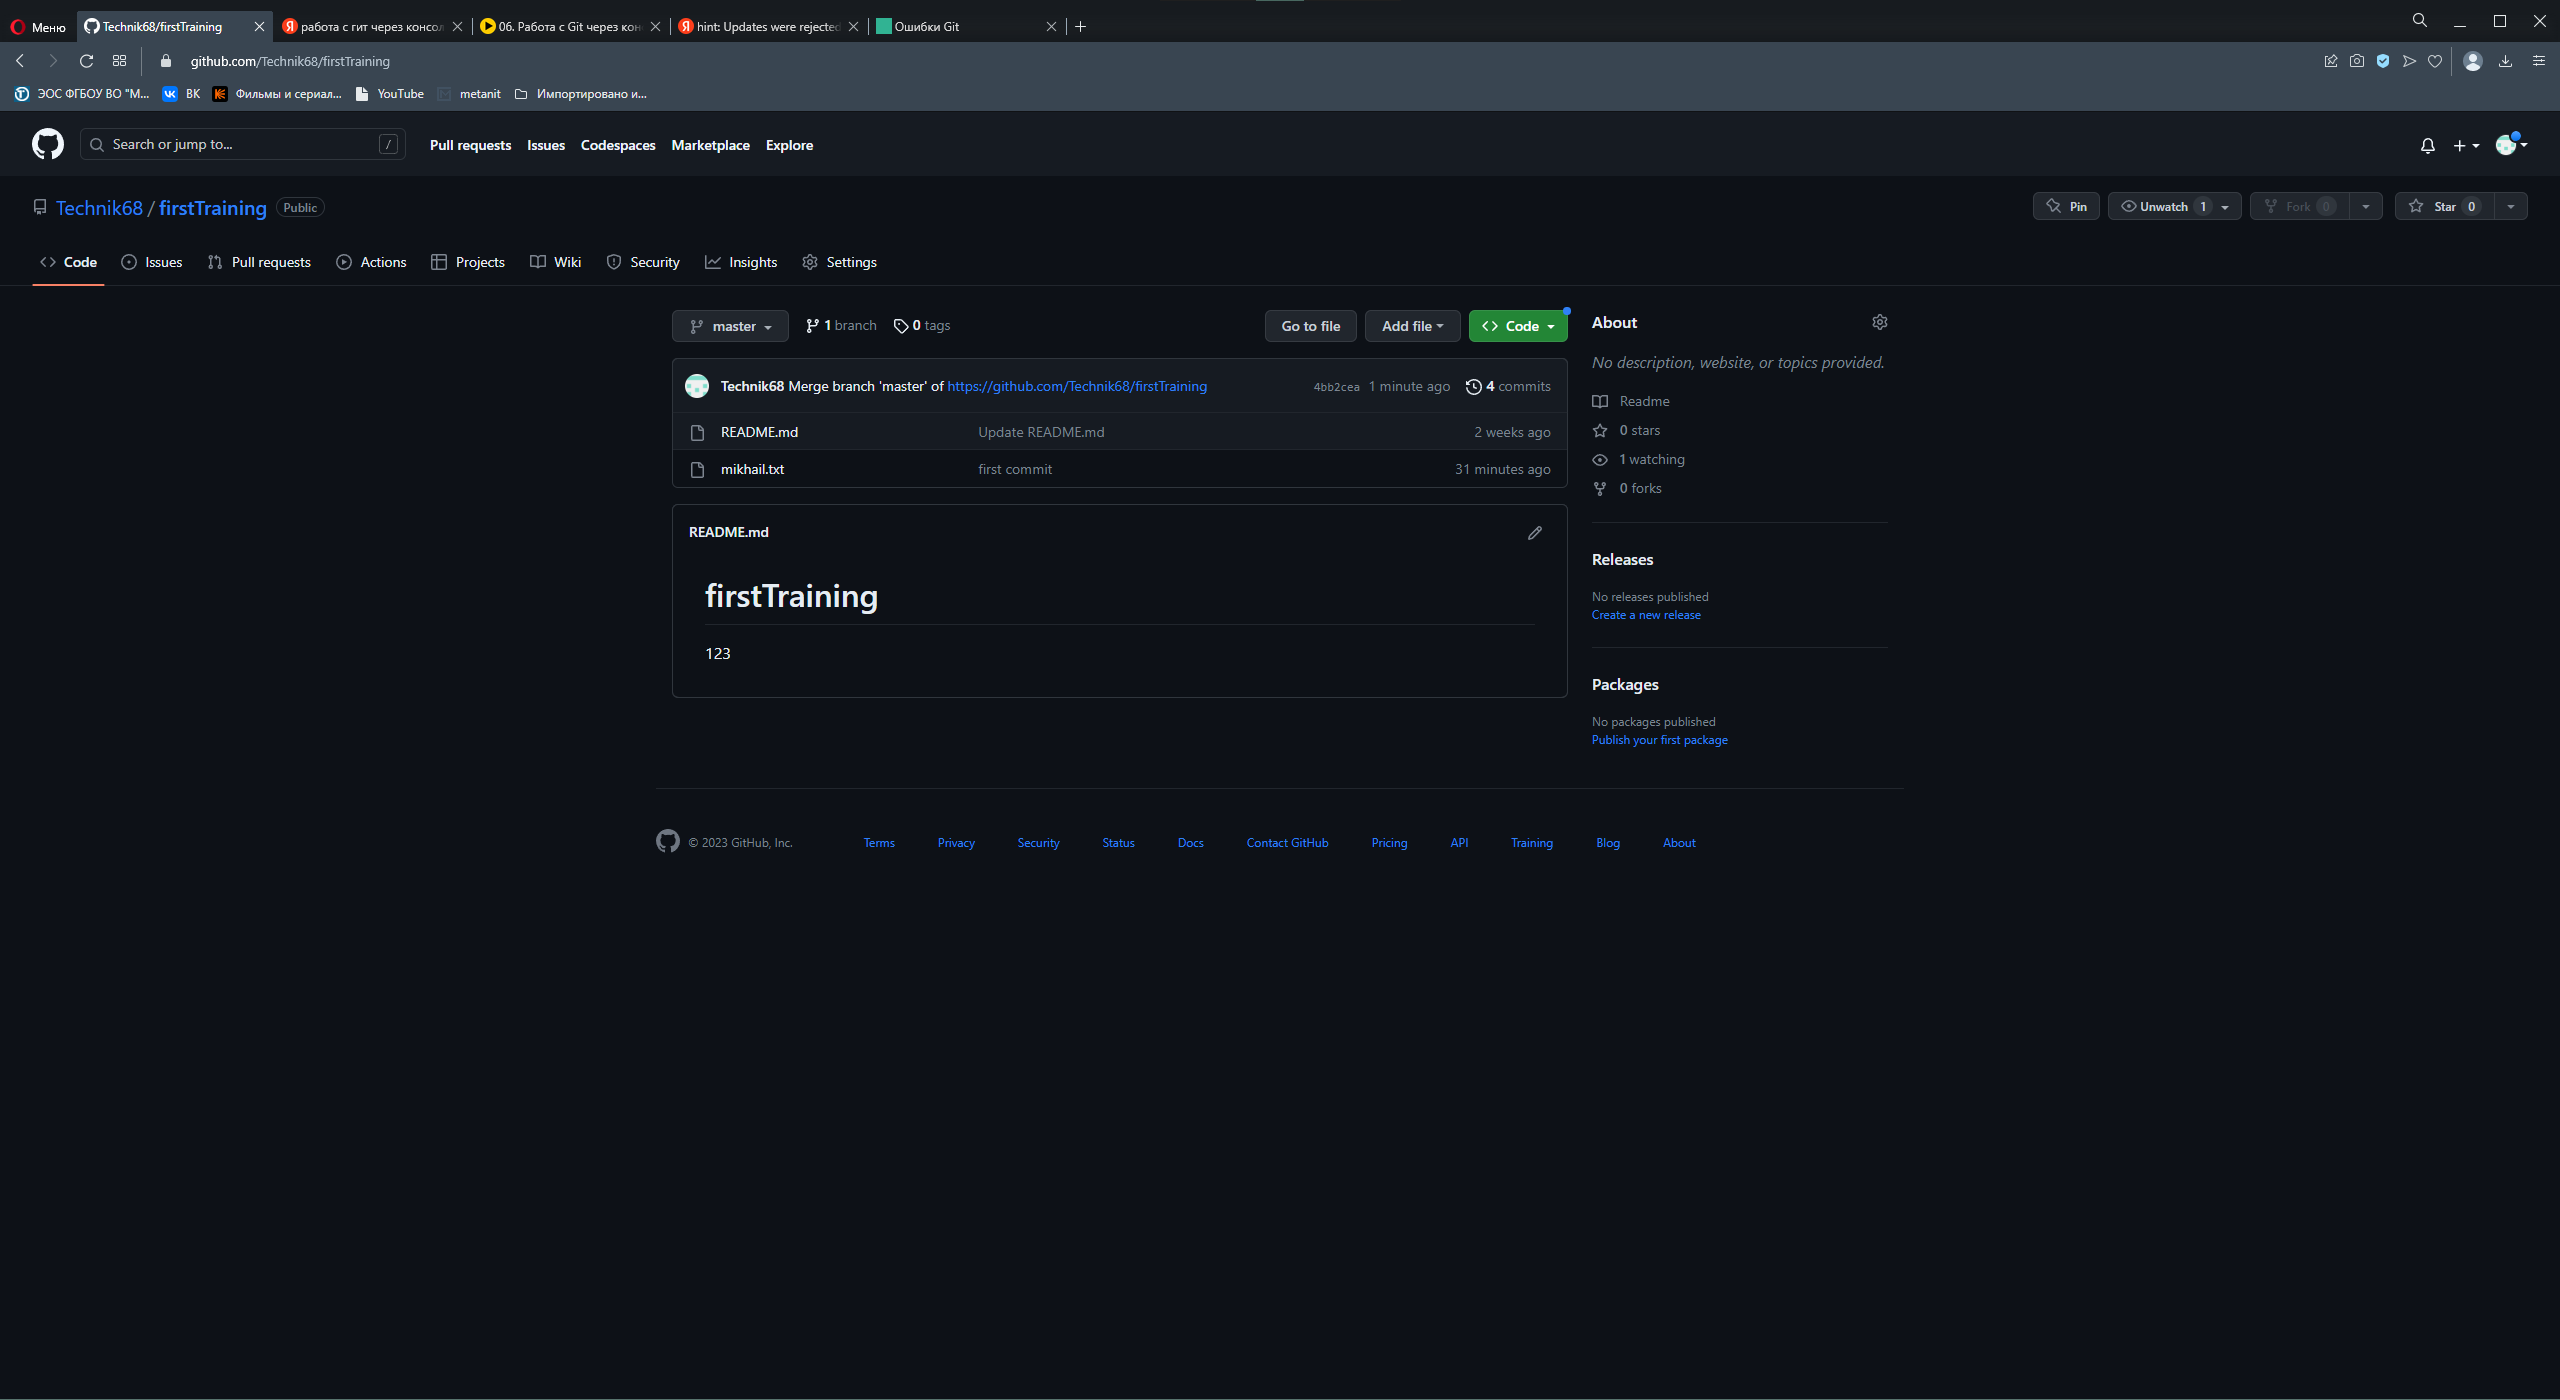 Меню
Technik68/firstTraining
работа с гит через консол
06. Работа с Git через кон
hint: Updates were rejected
Ошибки Git
github.com/Technik68/firstTraining
ЭОС ФГБОУ ВО "М...
ВК
Фильмы и сериал...
YouTube
metanit
Импортировано и...
Search or jump to...
/
Pull requests
Issues
Codespaces
Marketplace
Explore
Technik68 / firstTraining
Public
Pin
Unwatch 1
Fork 0
Star 0
Code
Issues
Pull requests
Actions
Projects
Wiki
Security
Insights
Settings
master
1 branch
0 tags
Go to file
Add file
Code
Technik68 Merge branch 'master' of https://github.com/Technik68/firstTraining
4bb2cea 1 minute ago
4 commits
README.md
Update README.md
2 weeks ago
mikhail.txt
first commit
31 minutes ago
README.md
firstTraining
123
About
No description, website, or topics provided.
Readme
0 stars
1 watching
0 forks
Releases
No releases published
Create a new release
Packages
No packages published
Publish your first package
© 2023 GitHub, Inc.
Terms
Privacy
Security
Status
Docs
Contact GitHub
Pricing
API
Training
Blog
About